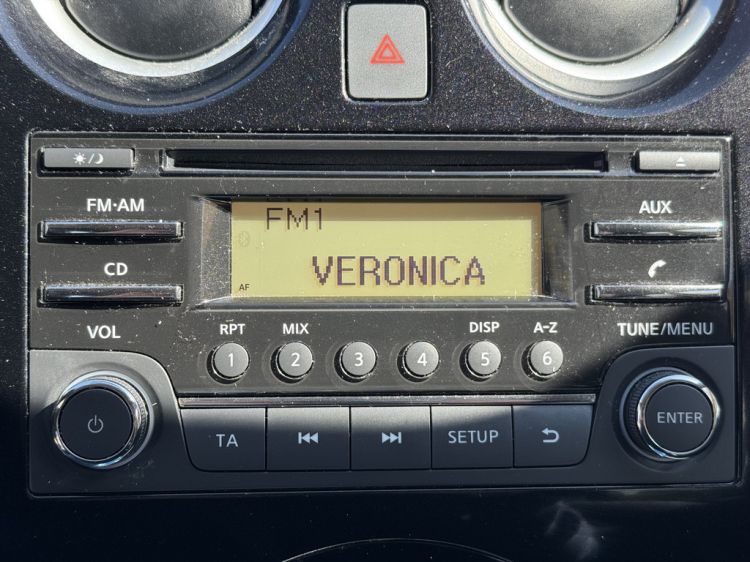 FM·AM
AUX
FM1
VERONICA
AF
CD
VOL
RPT
MIX
DISP
A-Z
TUNE/MENU
1
2
3
4
5
6
TA
SETUP
ENTER